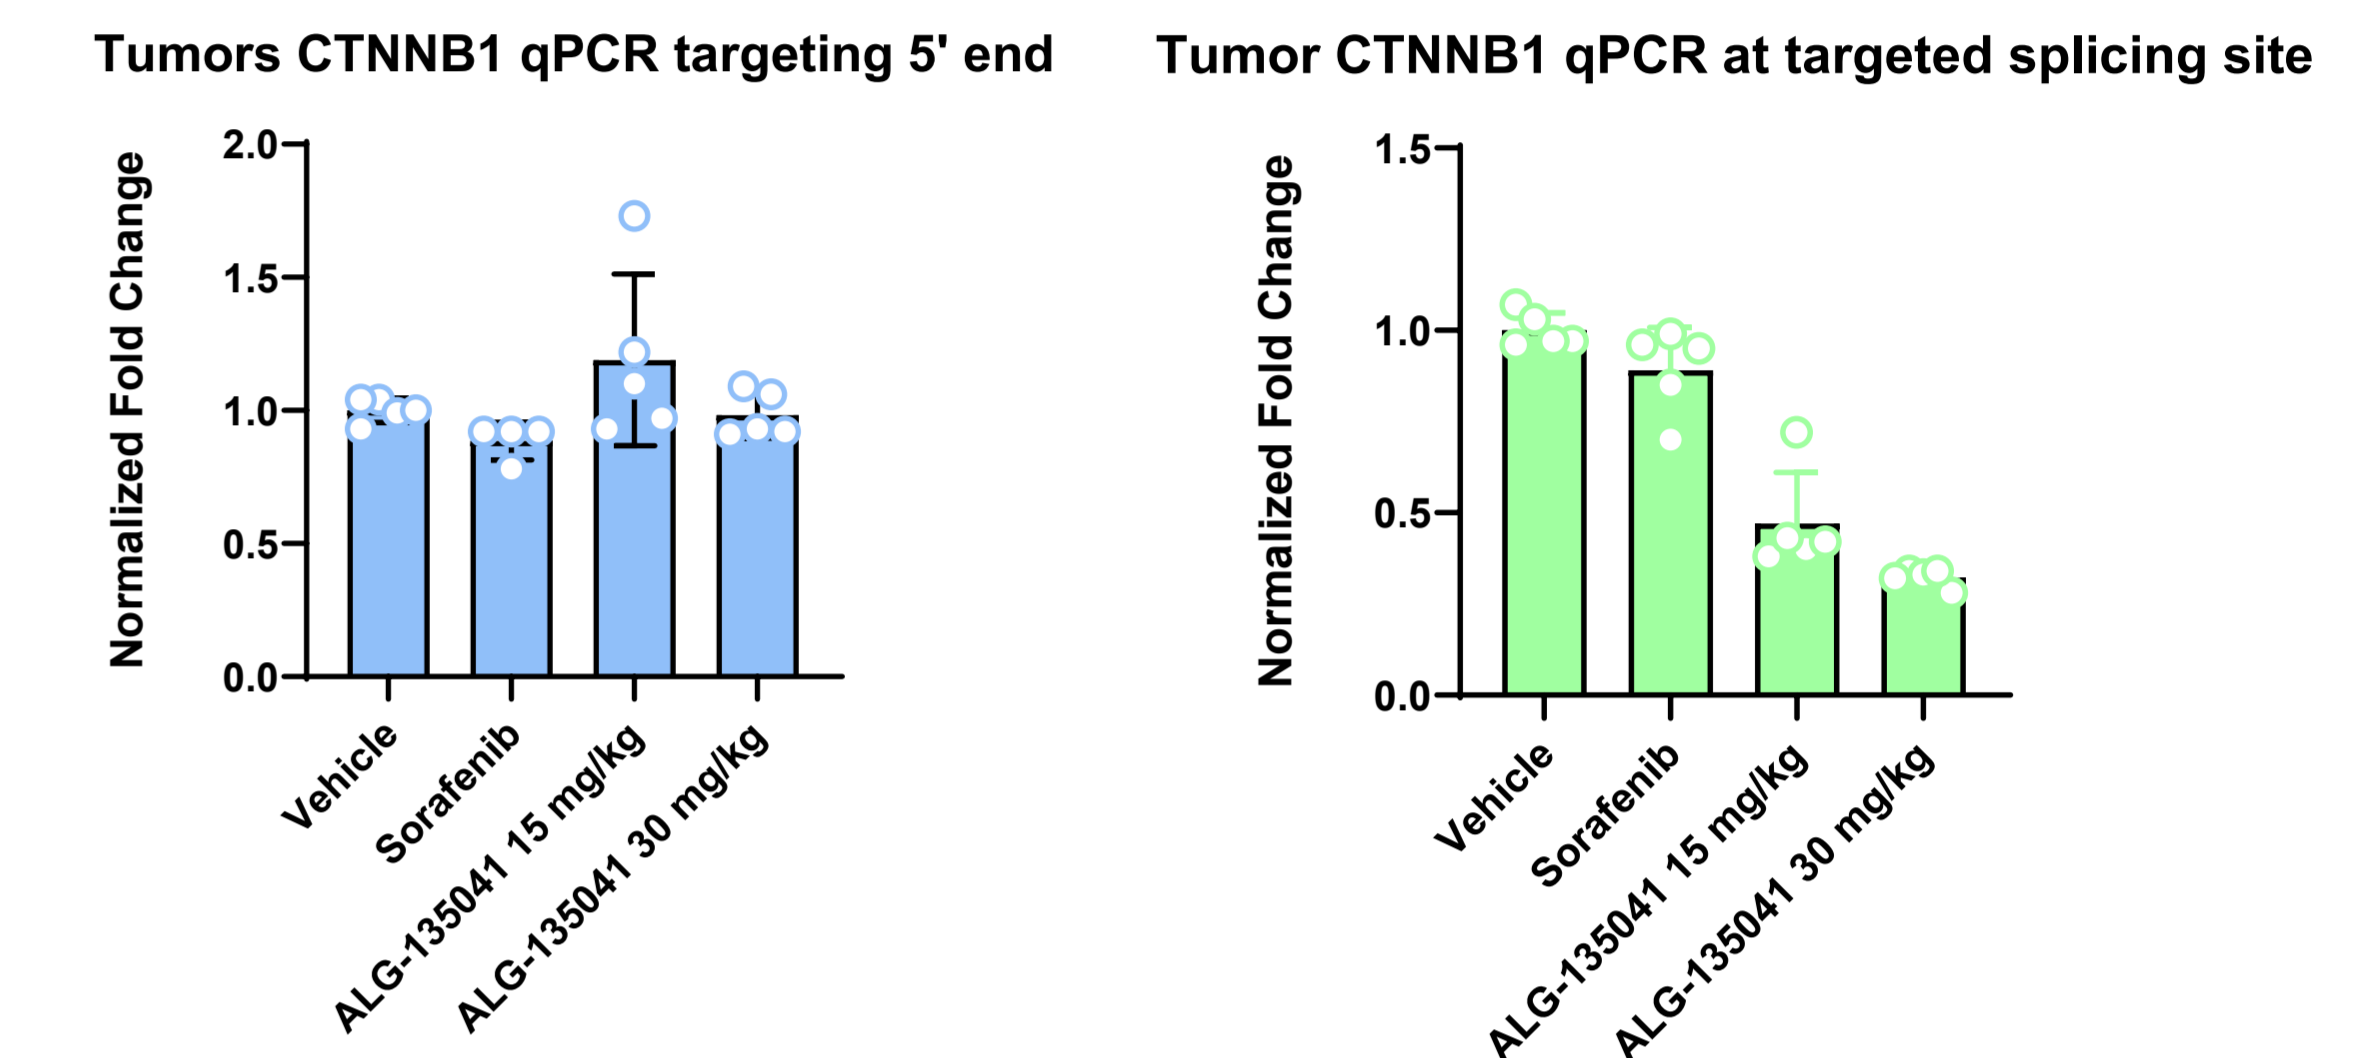 Tumors CTNNB1 qPCR targeting 5' end
Normalized Fold Change
2.0
1.5
1.0
0.5
0.0
Vehicle
Sorafenib
ALG-135041 15 mg/kg
ALG-135041 30 mg/kg
Tumor CTNNB1 qPCR at targeted splicing site
Normalized Fold Change
1.5
1.0
0.5
0.0
Vehicle
Sorafenib
ALG-135041 15 mg/kg
ALG-135041 30 mg/kg